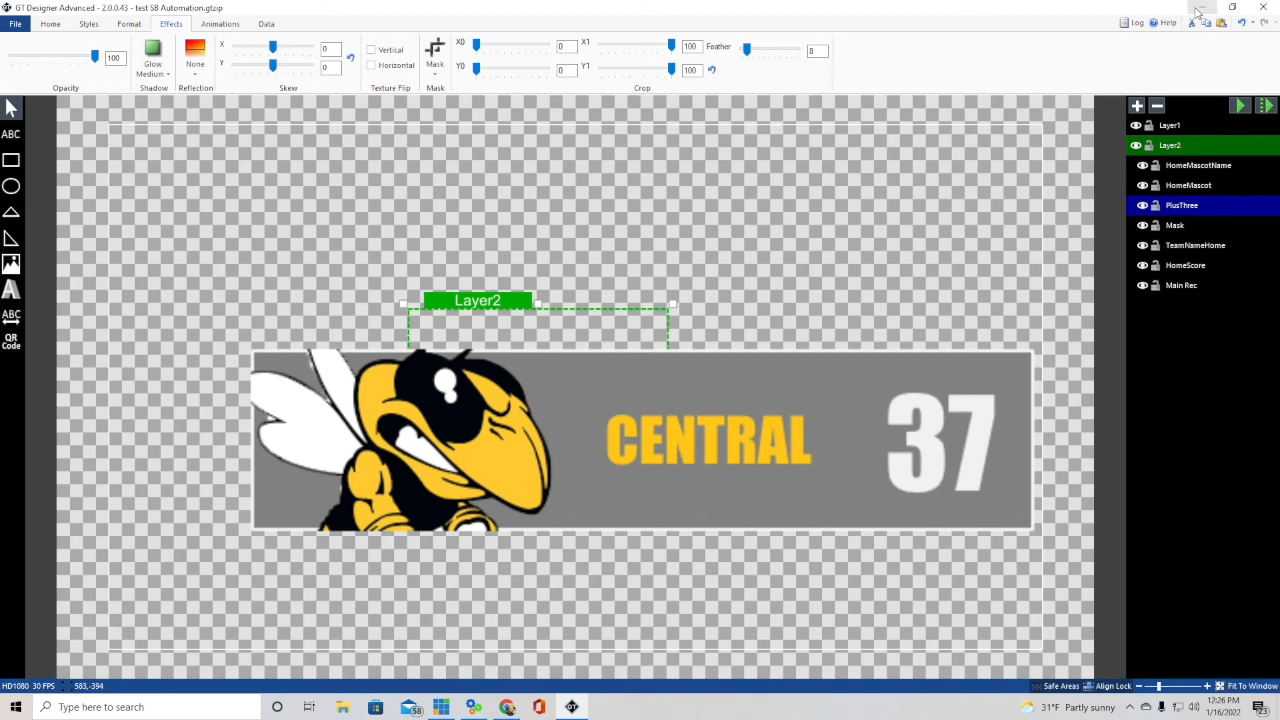 GT Designer Advanced - 2.0.0.43 - test SB Automation.gtzip
File Home Styles Format Effects Animations Data
Log Help
100
Glow
Medium
None
X 0
Y 0
Vertical
Horizontal
Mask
X0 0 X1 100 Feather 8
Y0 0 Y1 100
Opacity Shadow Reflection Skew Texture Flip Mask Crop
ABC
ABC
QR
Code
A
Layer1
Layer2
HomeMascotName
HomeMascot
PlusThree
Mask
TeamNameHome
HomeScore
Main Rec
Layer2
CENTRAL 37
HD1080 30 FPS 583,-394
Safe Areas Align Lock Fit To Window
Type here to search
58
31°F Partly sunny
12:26 PM
1/16/2022
23